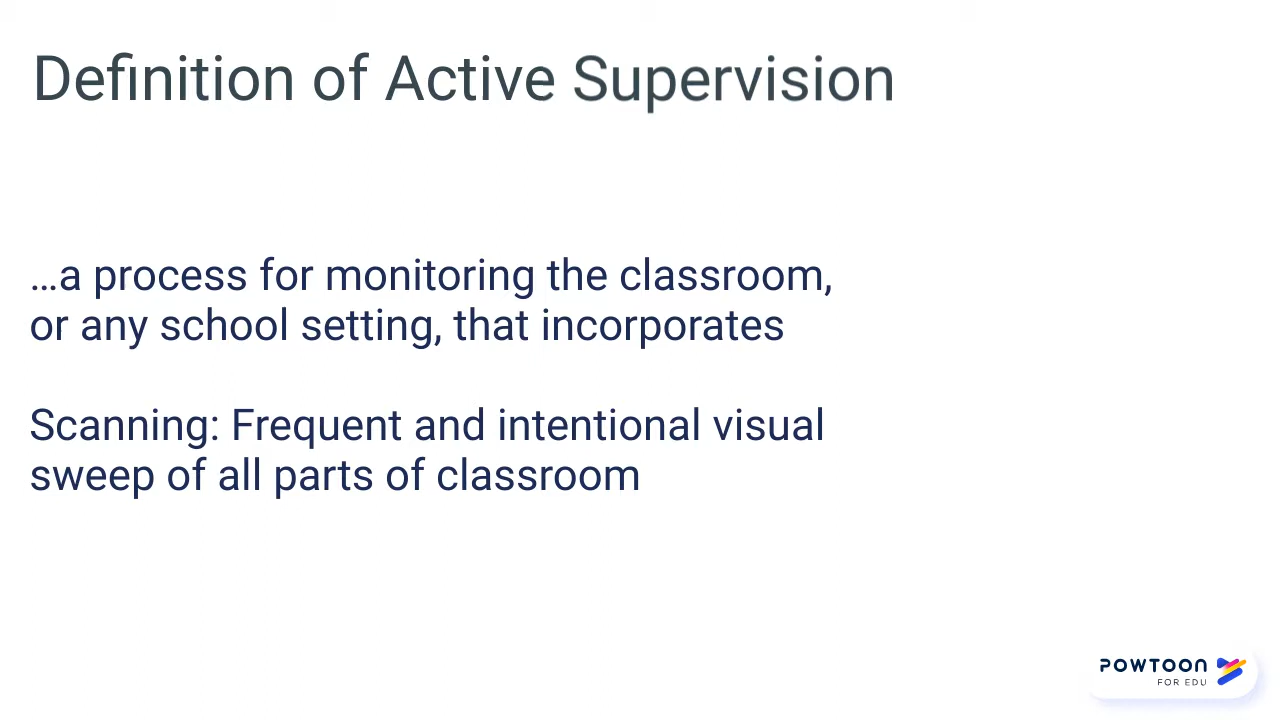 Definition of Active Supervision
…a process for monitoring the classroom,
or any school setting, that incorporates
Scanning: Frequent and intentional visual
sweep of all parts of classroom
POWTOON
FOR EDU